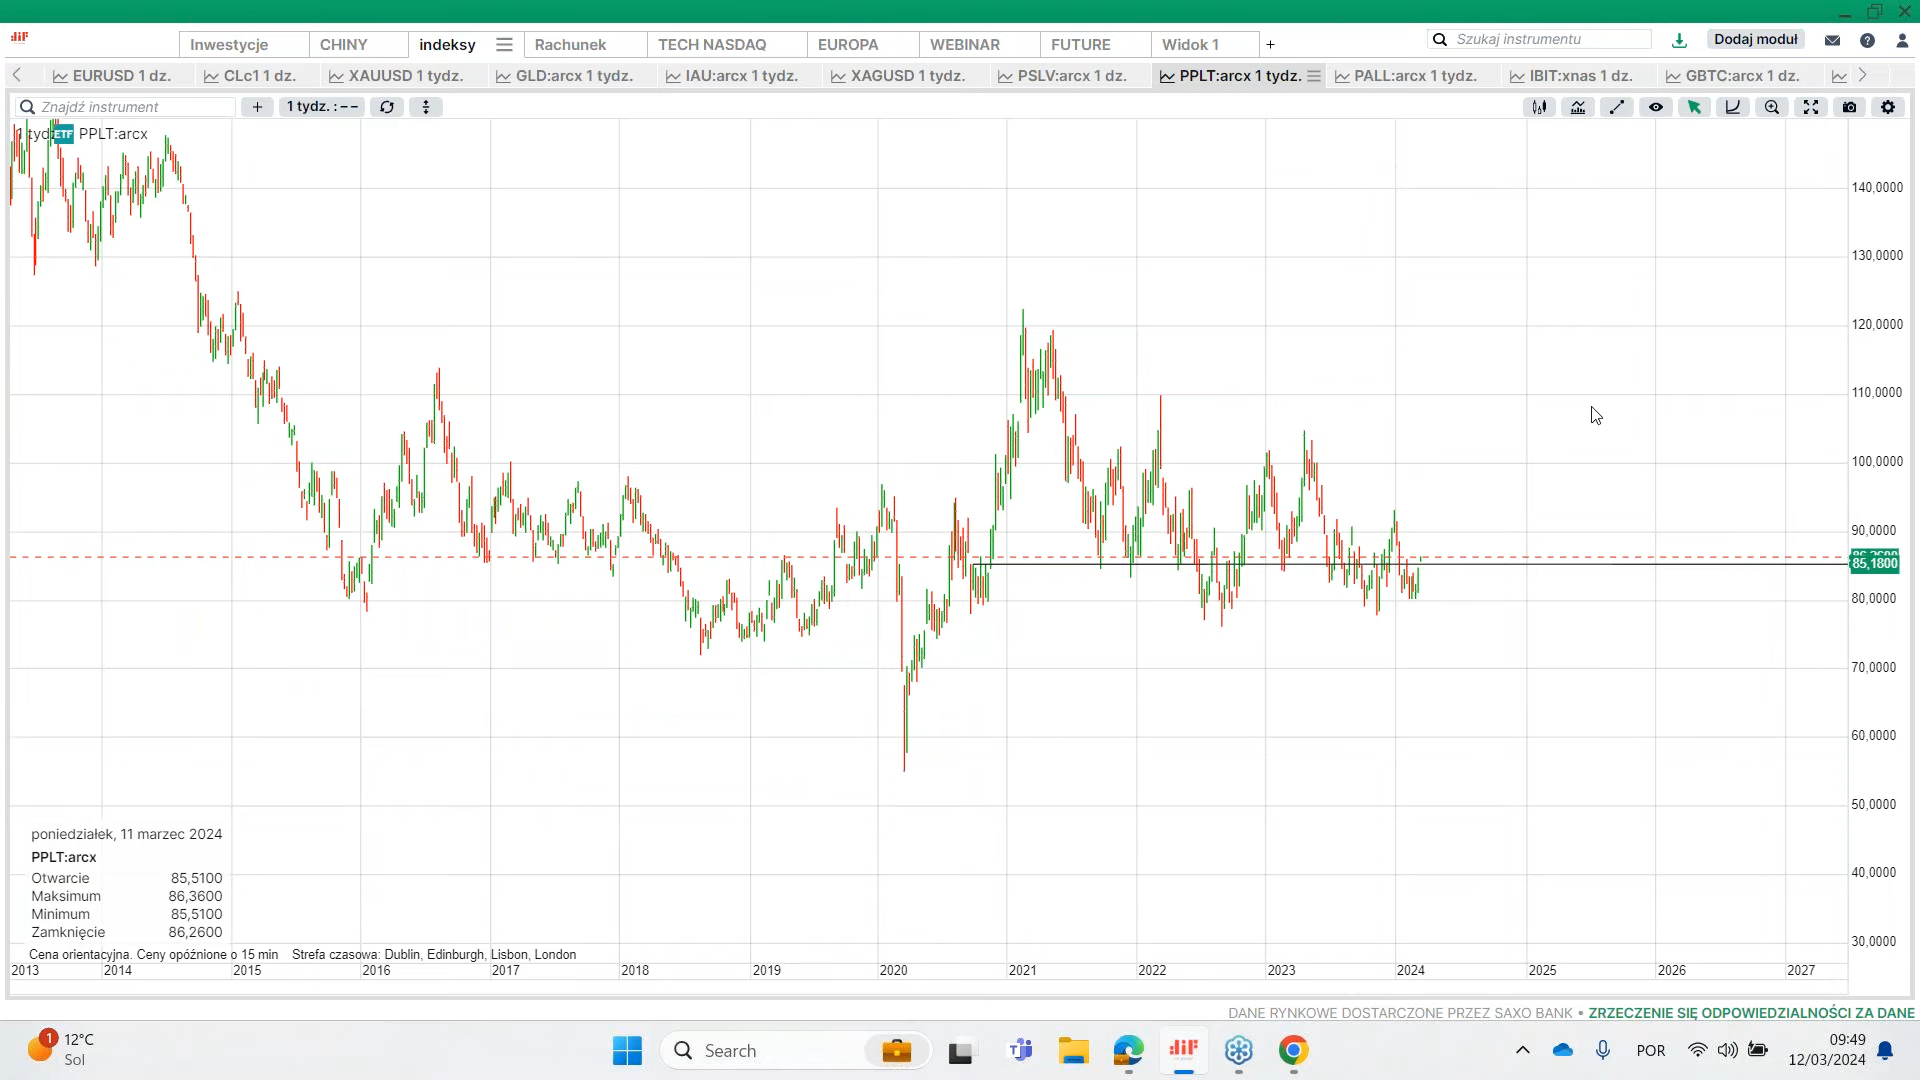 dif
Inwestycje CHINY indeksy Rachunek TECH NASDAQ EUROPA WEBINAR FUTURE Widok 1 + Szukaj instrumentu Dodaj moduł
EURUSD 1 dz. CLc1 1 dz. XAUUSD 1 tydz. GLD:arcx 1 tydz. IAU:arcx 1 tydz. XAGUSD 1 tydz. PSLV:arcx 1 dz. PPLT:arcx 1 tydz. PALL:arcx 1 tydz. IBIT:xnas 1 dz. GBTC:arcx 1 dz.
Znajdź instrument + 1 tydz. : – –
1 tydz ETF PPLT:arcx
140,0000
130,0000
120,0000
110,0000
100,0000
90,0000
86,2600
85,1800
80,0000
70,0000
60,0000
50,0000
40,0000
30,0000
poniedziałek, 11 marzec 2024
PPLT:arcx
Otwarcie 85,5100
Maksimum 86,3600
Minimum 85,5100
Zamknięcie 86,2600
Cena orientacyjna. Ceny opóźnione o 15 min Strefa czasowa: Dublin, Edinburgh, Lisbon, London
2013 2014 2015 2016 2017 2018 2019 2020 2021 2022 2023 2024 2025 2026 2027
DANE RYNKOWE DOSTARCZONE PRZEZ SAXO BANK • ZRZECZENIE SIĘ ODPOWIEDZIALNOŚCI ZA DANE
1 12°C
Sol
Search
dif
POR
09:49
12/03/2024